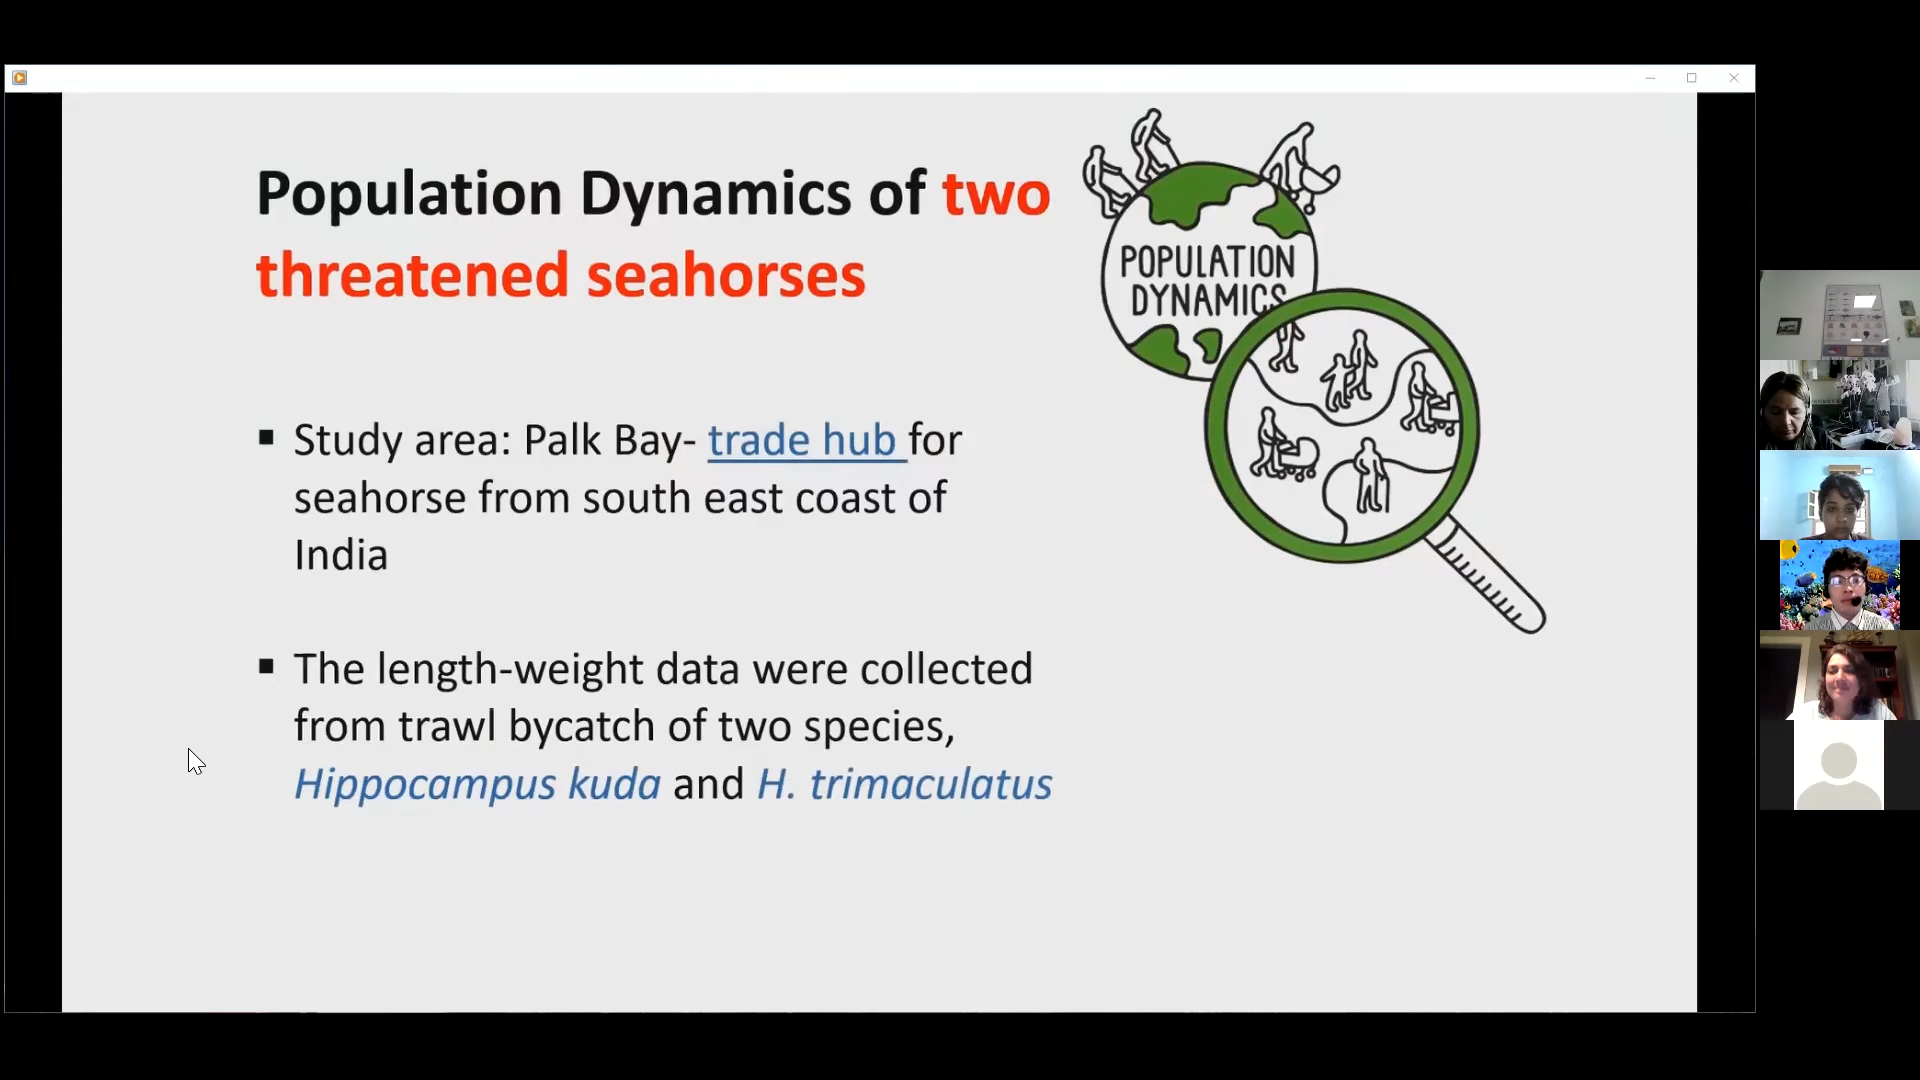 Population Dynamics of two
threatened seahorses
POPULATION
DYNAMICS
▪ Study area: Palk Bay- trade hub for
seahorse from south east coast of
India
▪ The length-weight data were collected
from trawl bycatch of two species,
Hippocampus kuda and H. trimaculatus